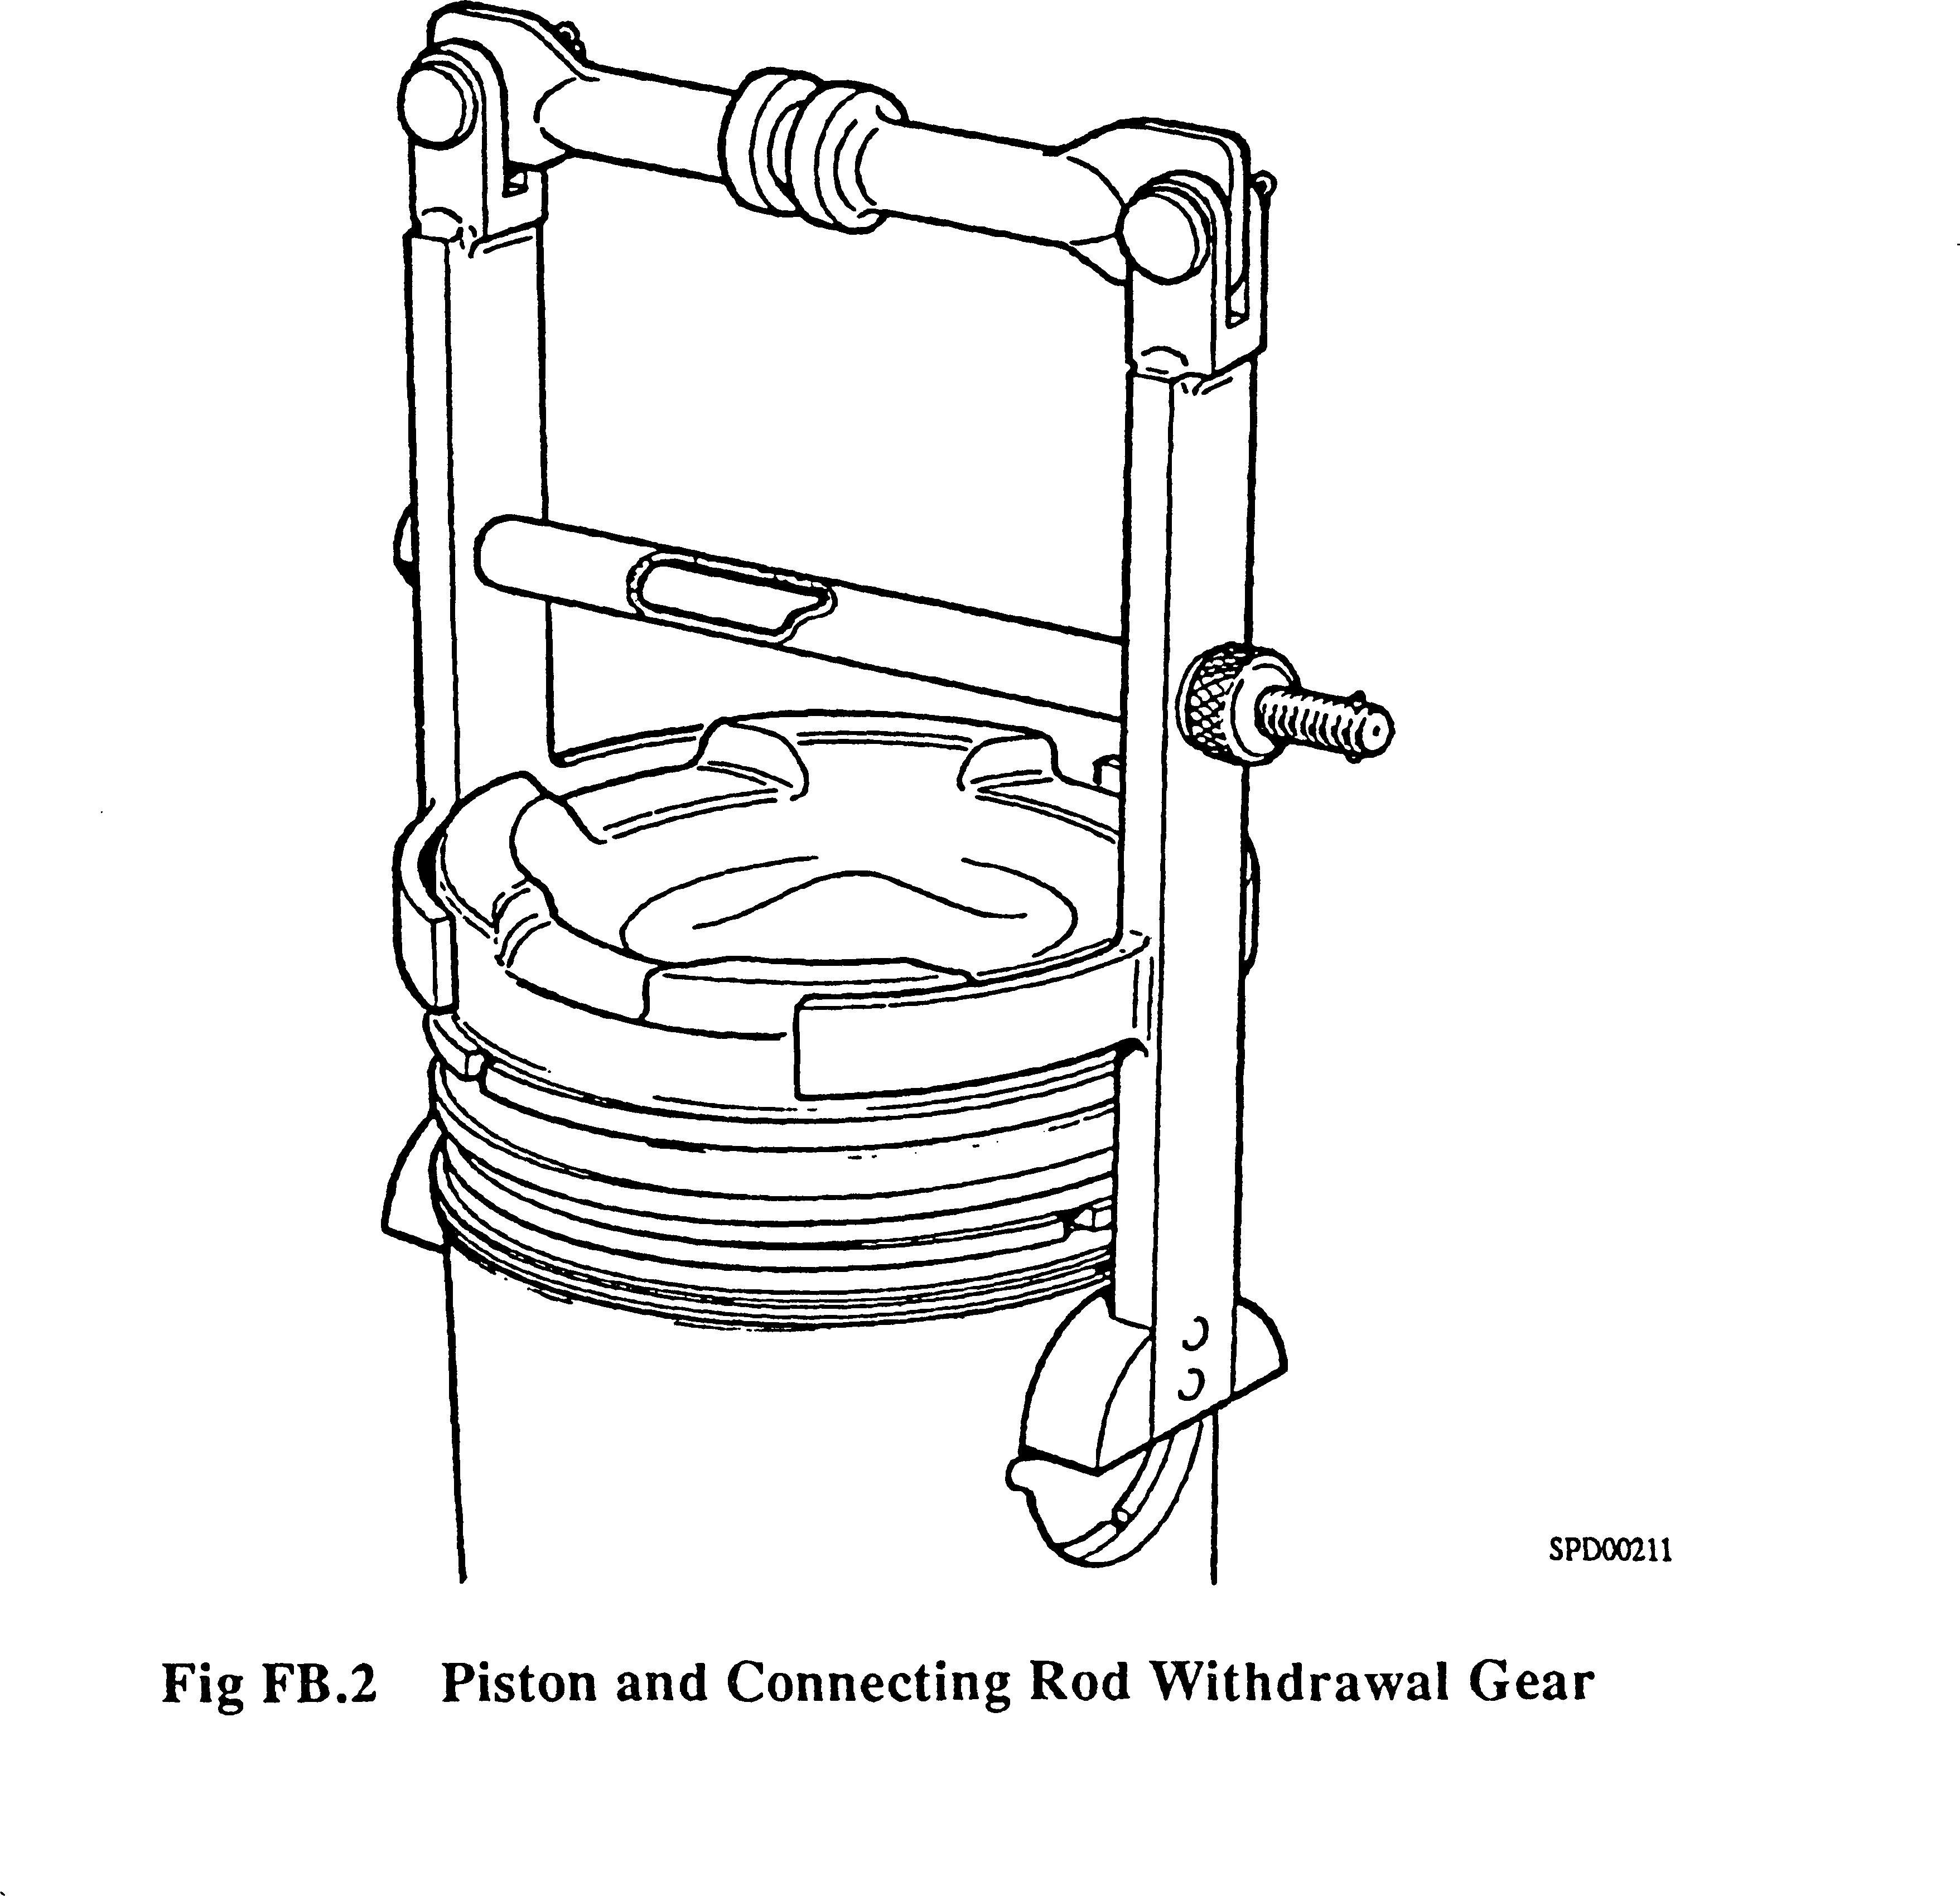 SPD00211
Fig FB.2 Piston and Connecting Rod Withdrawal Gear